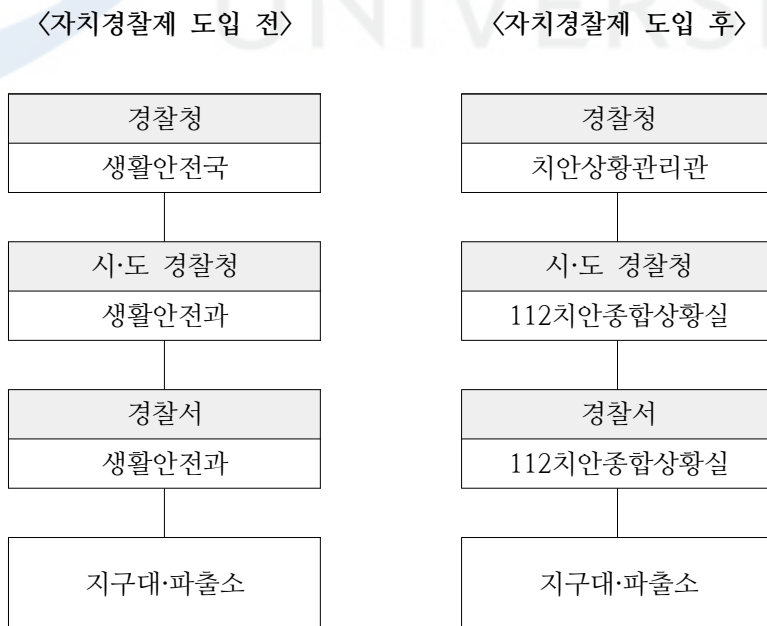 UNIVERSI
〈자치경찰제 도입 전〉
경찰청
생활안전국
시·도 경찰청
생활안전과
경찰서
생활안전과
지구대·파출소
〈자치경찰제 도입 후〉
경찰청
치안상황관리관
시·도 경찰청
112치안종합상황실
경찰서
112치안종합상황실
지구대·파출소